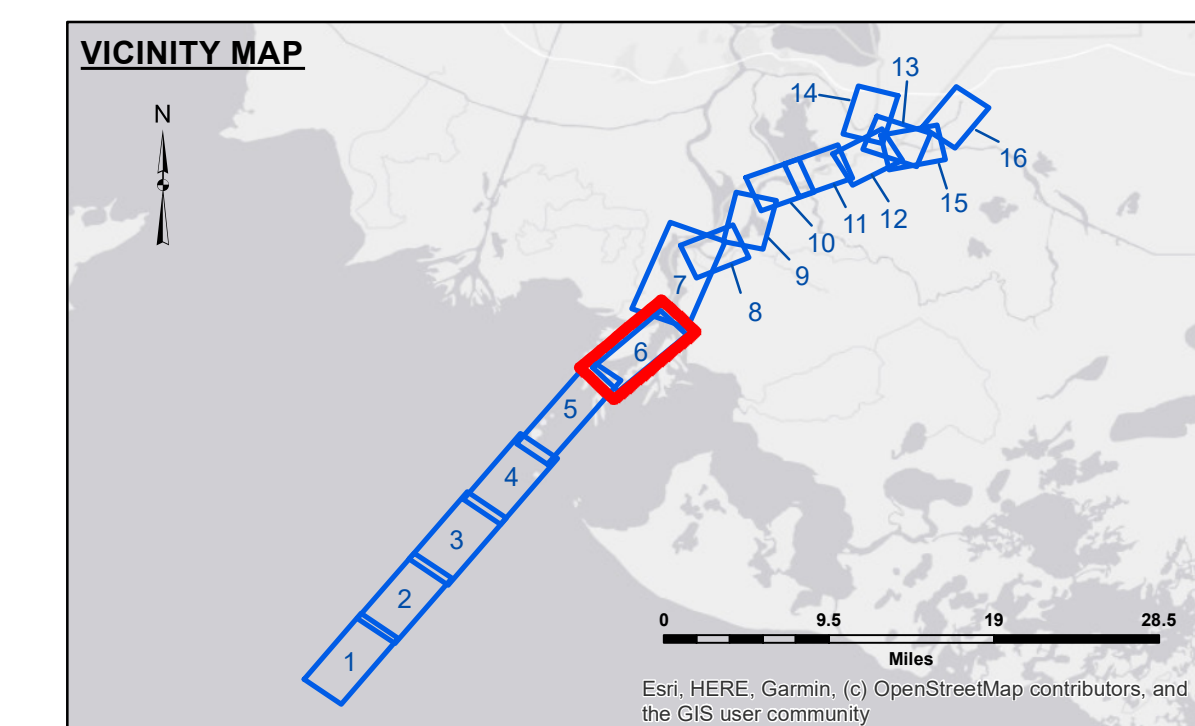 VICINITY MAP
N
13
14
16
15
12
11
10
9
7
8
6
5
4
3
2
1
0 9.5 19 28.5
Miles
Esri, HERE, Garmin, (c) OpenStreetMap contributors, and
the GIS user community